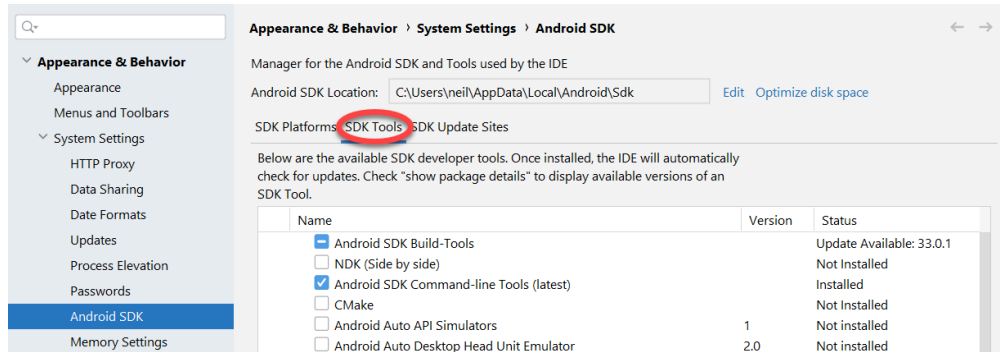 Appearance & Behavior › System Settings › Android SDK
Appearance & Behavior
Appearance
Menus and Toolbars
System Settings
HTTP Proxy
Data Sharing
Date Formats
Updates
Process Elevation
Passwords
Android SDK
Memory Settings
Manager for the Android SDK and Tools used by the IDE
Android SDK Location: C:\Users\neil\AppData\Local\Android\Sdk Edit Optimize disk space
SDK Platforms SDK Tools SDK Update Sites
Below are the available SDK developer tools. Once installed, the IDE will automatically
check for updates. Check "show package details" to display available versions of an
SDK Tool.
Name Version Status
Android SDK Build-Tools Update Available: 33.0.1
NDK (Side by side) Not Installed
Android SDK Command-line Tools (latest) Installed
CMake Not Installed
Android Auto API Simulators 1 Not installed
Android Auto Desktop Head Unit Emulator 2.0 Not installed